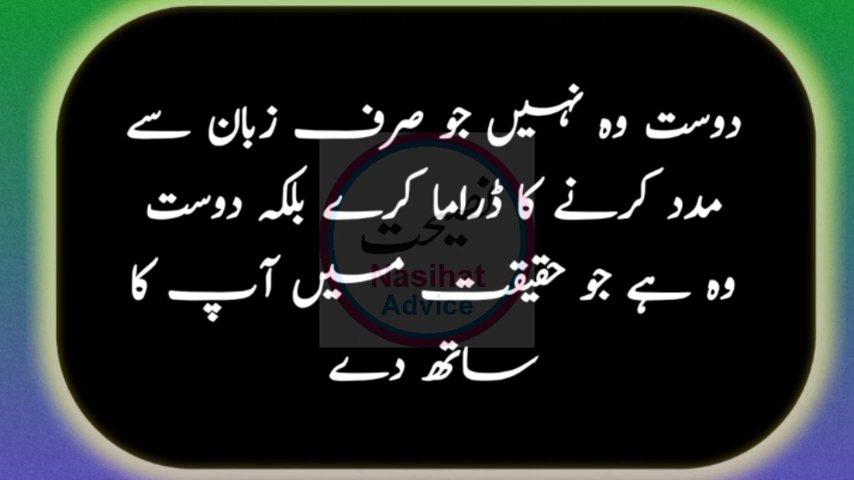 دوست وہ نہیں جو صرف زبان سے
مدد کرنے کا ڈراما کرے بلکہ دوست
وہ ہے جو حقیقت میں آپ کا
ساتھ دے
نصیحت
Nasihat
Advice